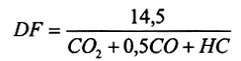 DF = 14,5 / CO₂ + 0,5CO + HC